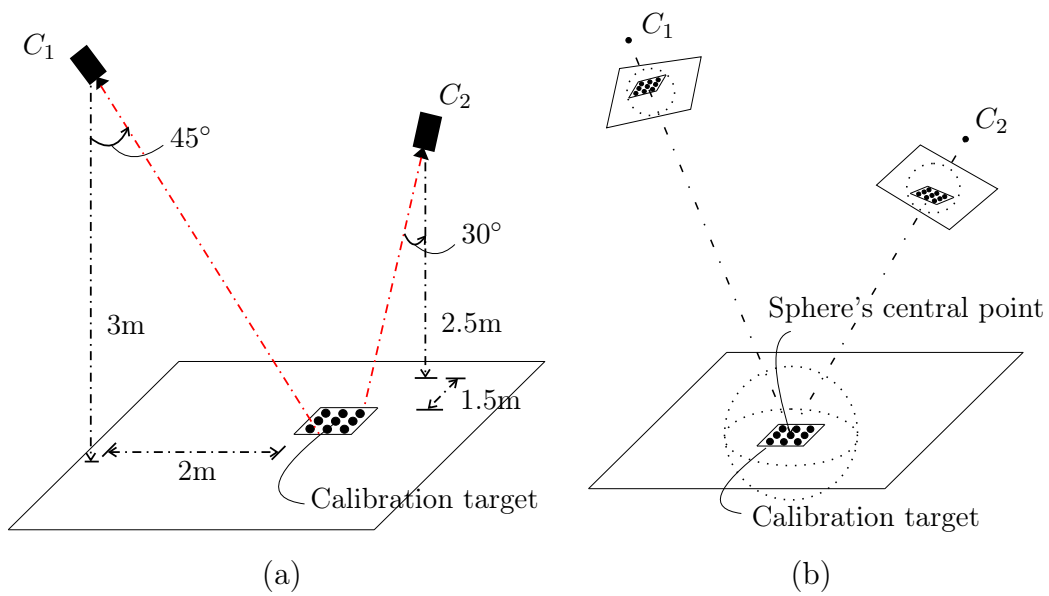 C₁
C₂
45°
30°
3m
2.5m
1.5m
2m
Calibration target
(a)
C₁
C₂
Sphere's central point
Calibration target
(b)